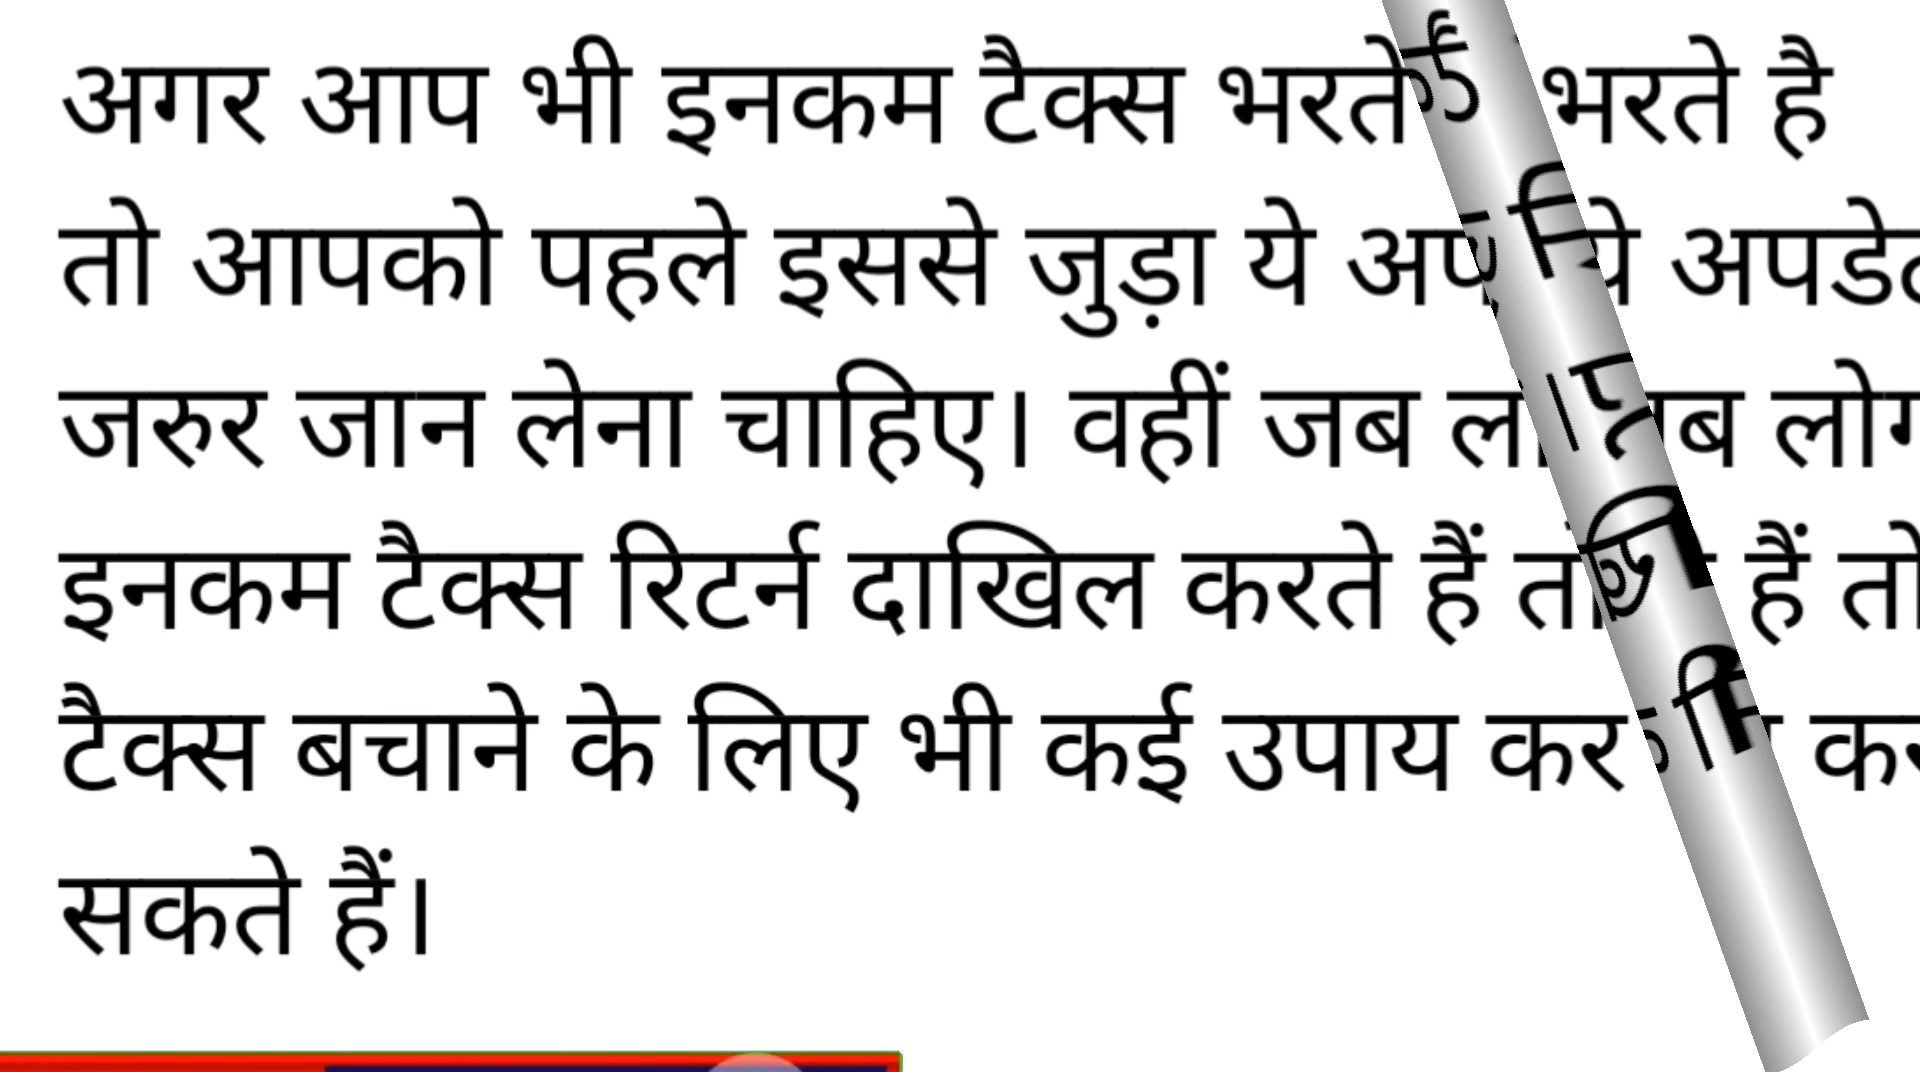 अगर आप भी इनकम टैक्स भरते भरते है
तो आपको पहले इससे जुड़ा ये अपडेट
जरुर जान लेना चाहिए। वहीं जब लोग
इनकम टैक्स रिटर्न दाखिल करते हैं तो हैं तो
टैक्स बचाने के लिए भी कई उपाय कर
सकते हैं।